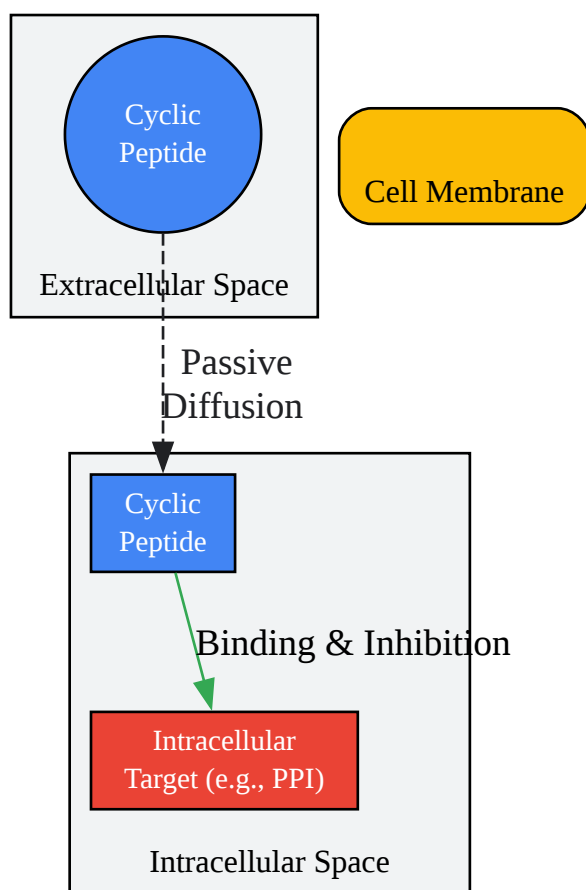 Cyclic
Peptide
Cell Membrane
Extracellular Space
Passive
Diffusion
Cyclic
Peptide
Binding & Inhibition
Intracellular
Target (e.g., PPI)
Intracellular Space